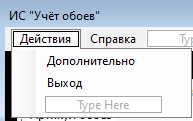 ИС "Учёт обоев"
Действия Справка
Дополнительно
Выход
Type Here